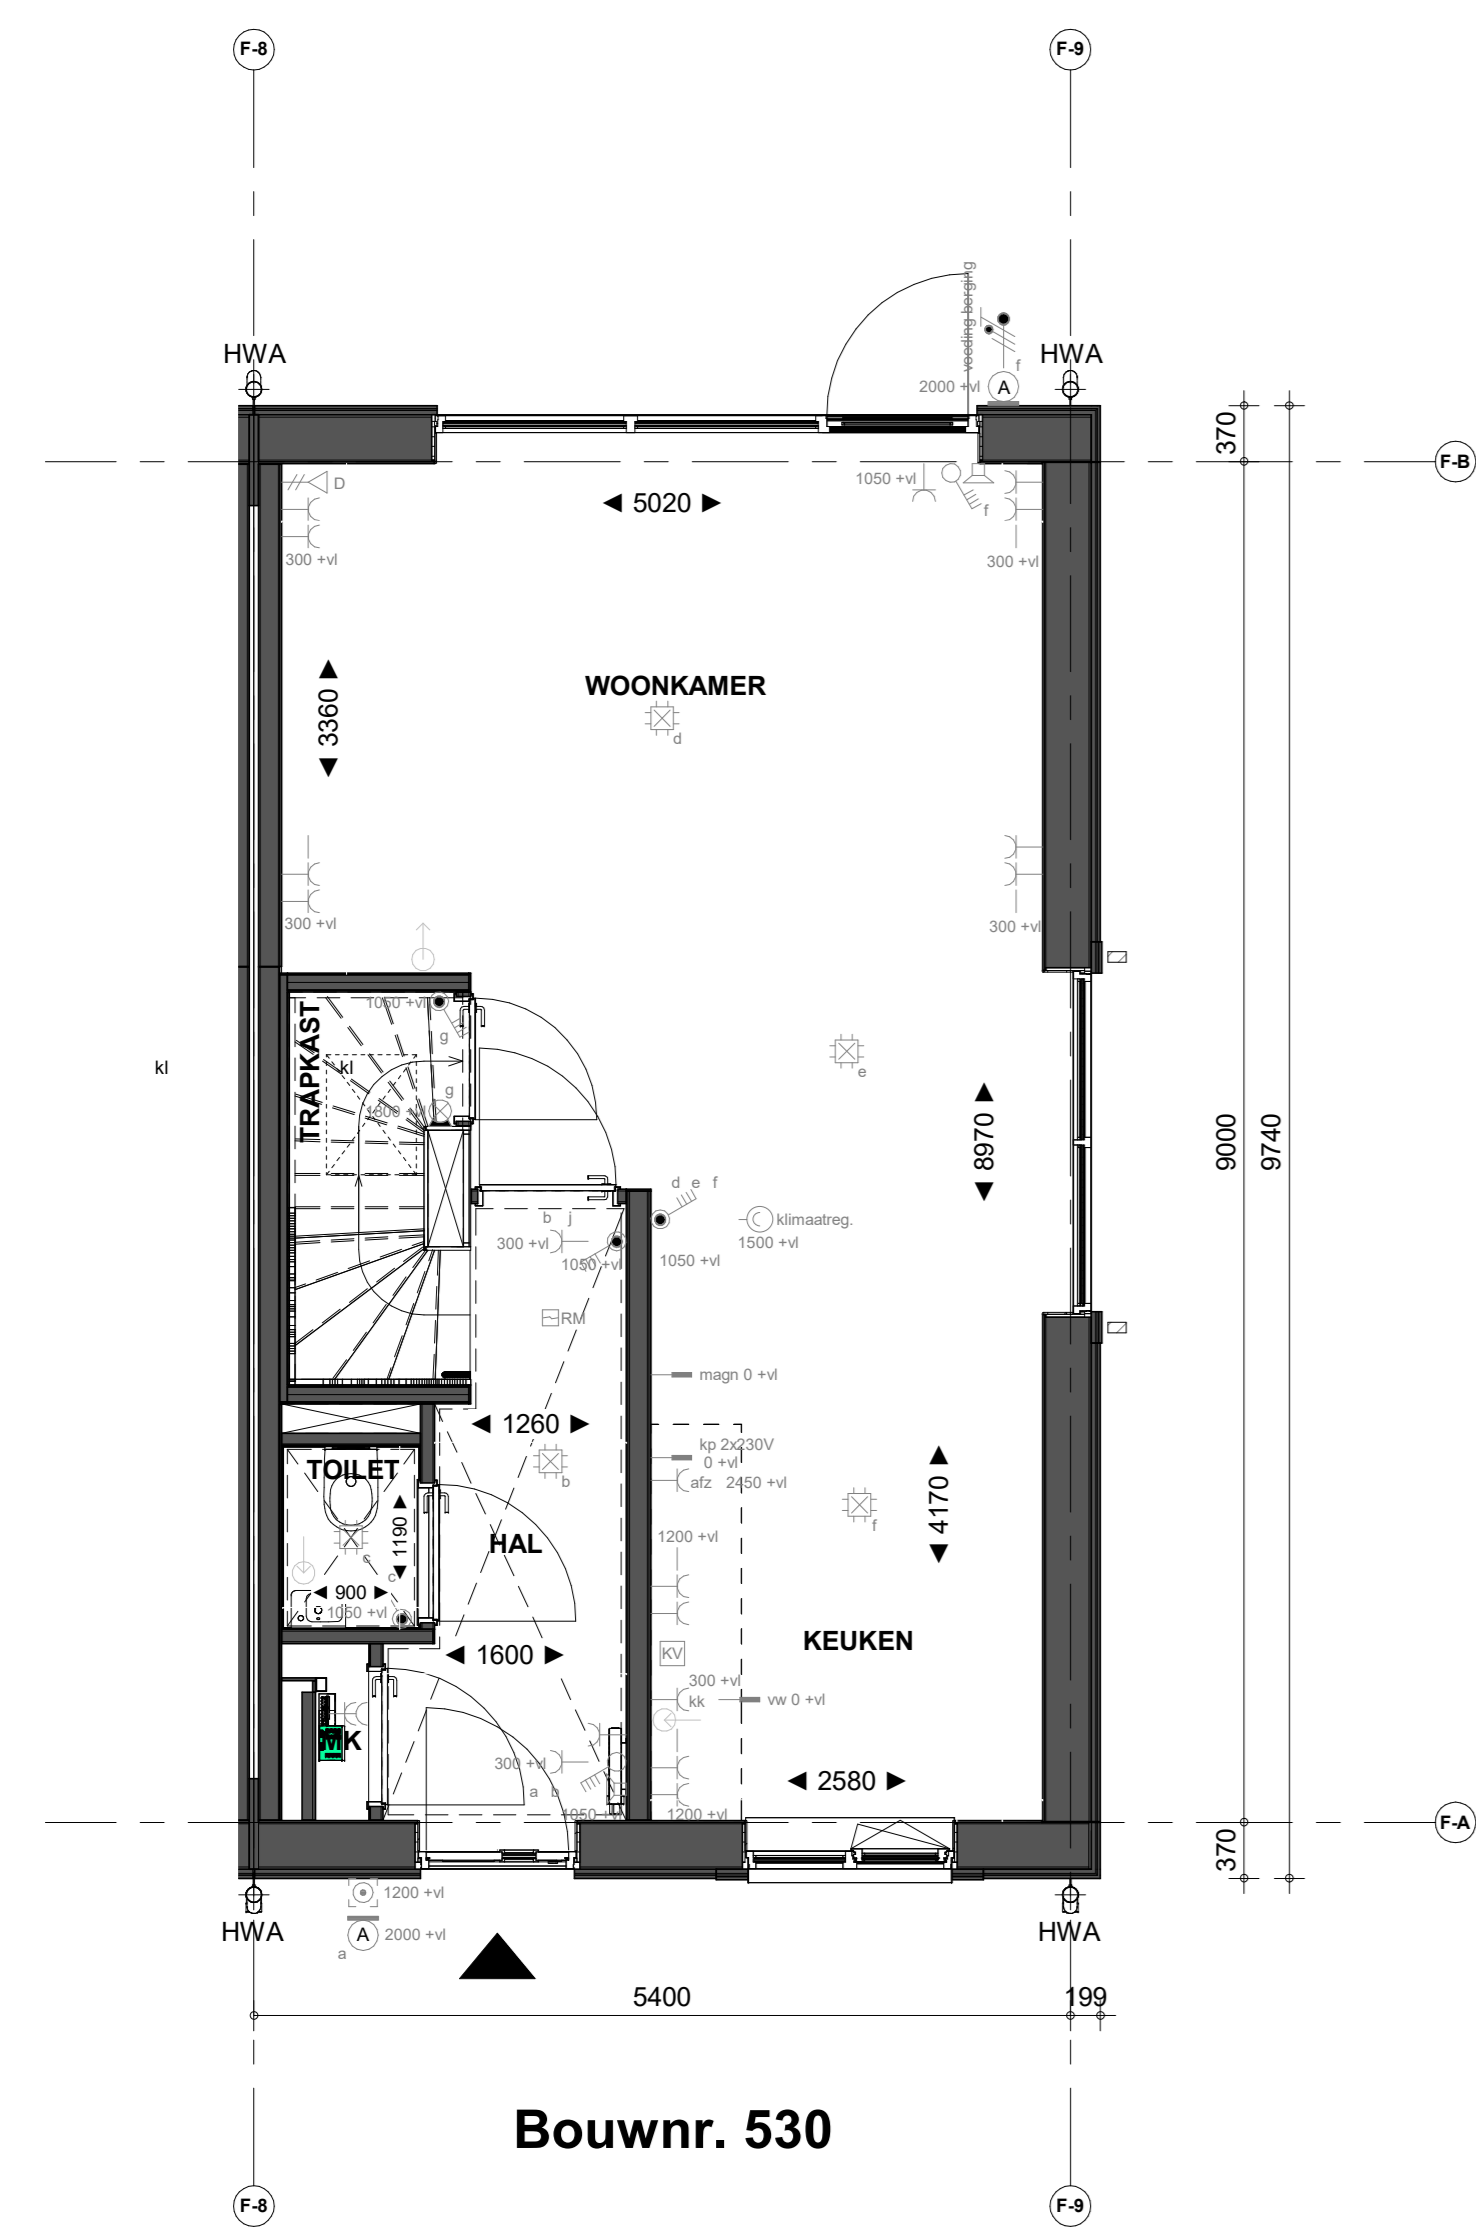 F-8
F-9
voeding berging
HWA
HWA
f
2000 +vl
A
370
F-B
D
1050 +vl
f
◄ 5020 ►
300 +vl
300 +vl
◄ 3360 ►
WOONKAMER
d
300 +vl
300 +vl
1050 +vl
g
TRAPKAST
kl
kl
e
g
1800 +vl
◄ 8970 ►
9000
9740
d e f
b j
klimaatreg.
300 +vl
1500 +vl
1050 +vl
1050 +vl
RM
magn 0 +vl
◄ 1260 ►
kp 2x230V
0 +vl
TOILET
b
afz 2450 +vl
◄ 4170 ►
f
◄ 1190 ►
1200 +vl
HAL
c
c
◄ 900 ►
1050 +vl
KEUKEN
◄ 1600 ►
KV
300 +vl
kk
vw 0 +vl
MK
300 +vl
◄ 2580 ►
a b
1050 +vl
1200 +vl
F-A
370
1200 +vl
A
2000 +vl
a
HWA
HWA
5400
199
Bouwnr. 530
F-8
F-9